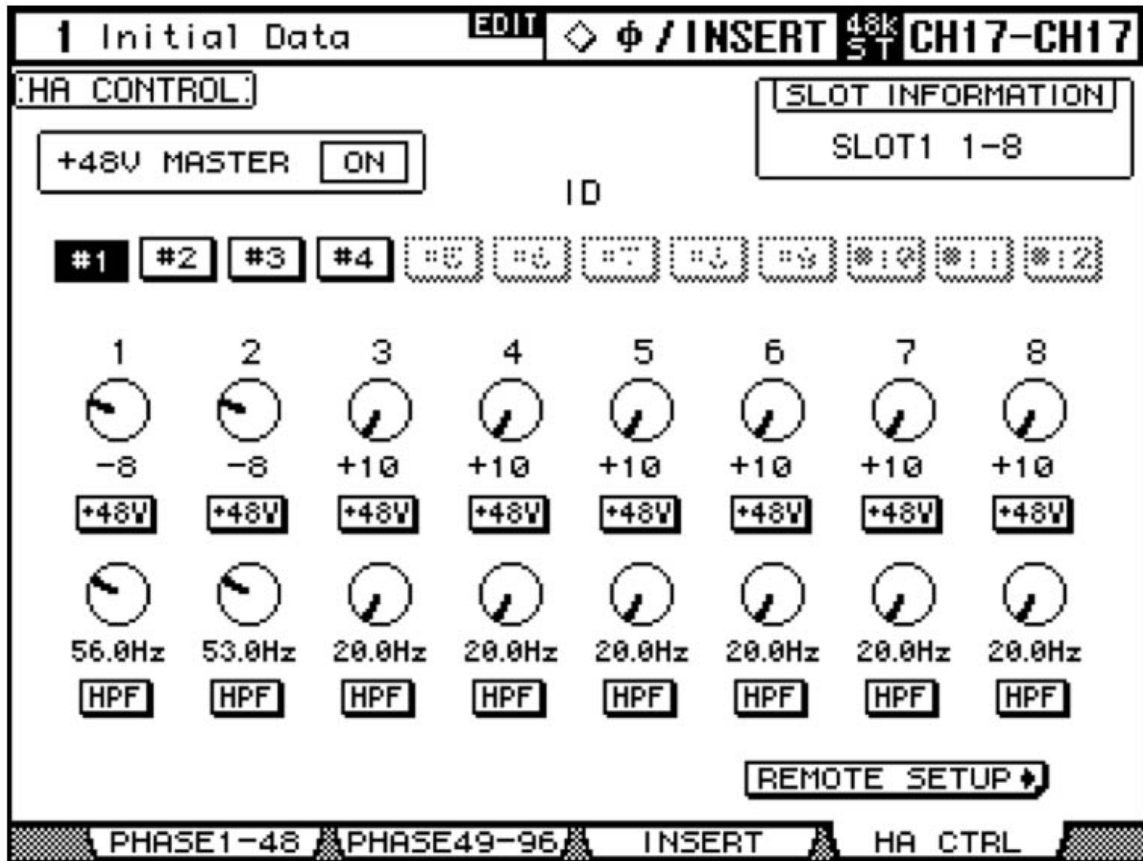 1 Initial Data EDIT ◇ Φ/INSERT 48K ST CH17-CH17
HA CONTROL
SLOT INFORMATION
SLOT1 1-8
+48V MASTER ON
ID
#1 #2 #3 #4
1 2 3 4 5 6 7 8
-8 -8 +10 +10 +10 +10 +10 +10
+48V +48V +48V +48V +48V +48V +48V +48V
56.0Hz 53.0Hz 20.0Hz 20.0Hz 20.0Hz 20.0Hz 20.0Hz 20.0Hz
HPF HPF HPF HPF HPF HPF HPF HPF
REMOTE SETUP
PHASE1-48 PHASE49-96 INSERT HA CTRL